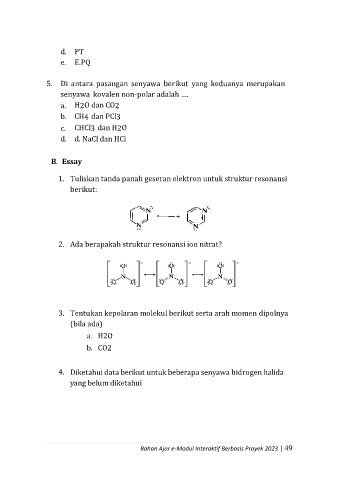 d. PT
e. E.PQ
5. Di antara pasangan senyawa berikut yang keduanya merupakan
senyawa kovalen non-polar adalah ....
a. H2O dan CO2
b. CH4 dan PCl3
c. CHCl3 dan H2O
d. d. NaCl dan HCl
B. Essay
1. Tuliskan tanda panah geseran elektron untuk struktur resonansi
berikut:
N N
N N
2. Ada berapakah struktur resonansi ion nitrat?
O O O
N N N
O O O O O O
3. Tentukan kepolaran molekul berikut serta arah momen dipolnya
(bila ada)
a. H2O
b. CO2
4. Diketahui data berikut untuk beberapa senyawa hidrogen halida
yang belum diketahui
Bahan Ajar e-Modul Interaktif Berbasis Proyek 2023 | 49